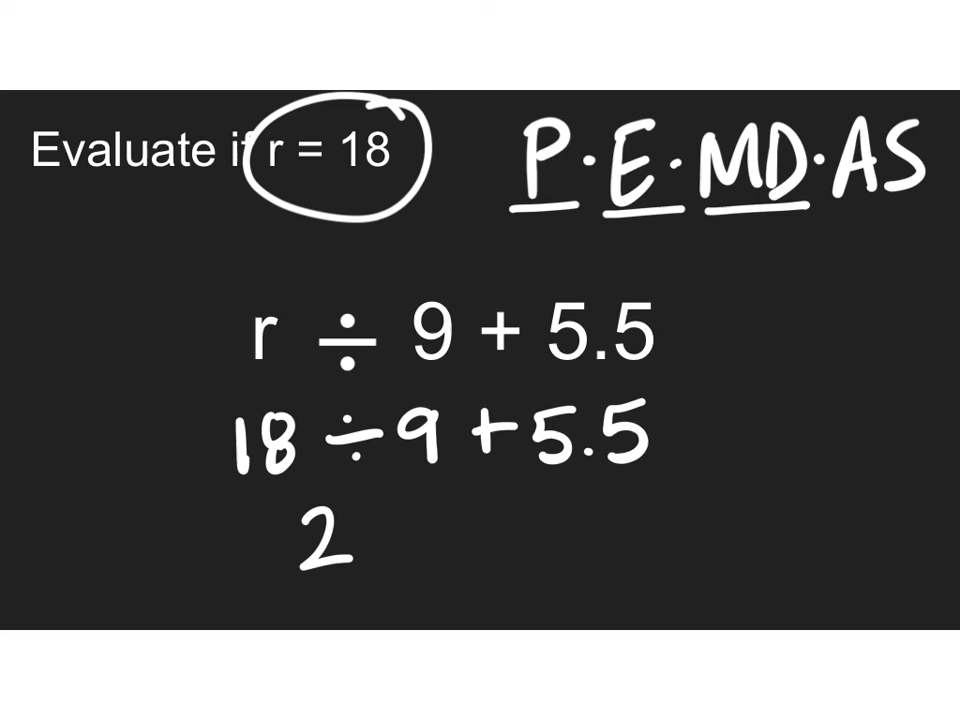 Evaluate if r = 18
P·E·MD·AS
r ÷ 9 + 5.5
18 ÷ 9 + 5.5
2